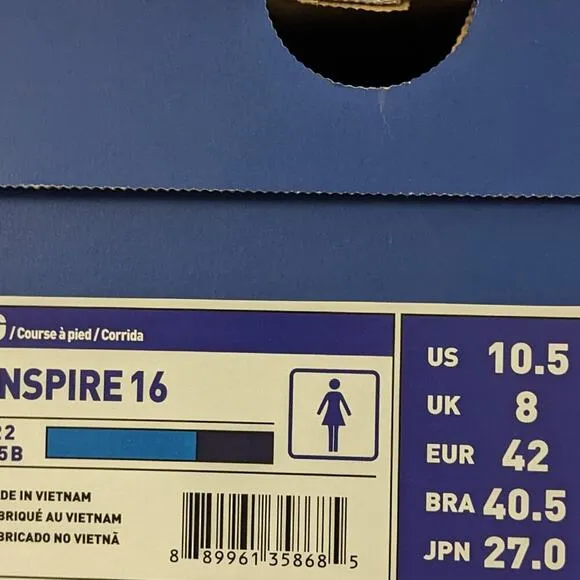 G / Course à pied / Corrida
NSPIRE 16
22
5B
DE IN VIETNAM
BRIQUÉ AU VIETNAM
BRICADO NO VIETNÃ
8 89961 35868 5
US 10.5
UK 8
EUR 42
BRA 40.5
JPN 27.0